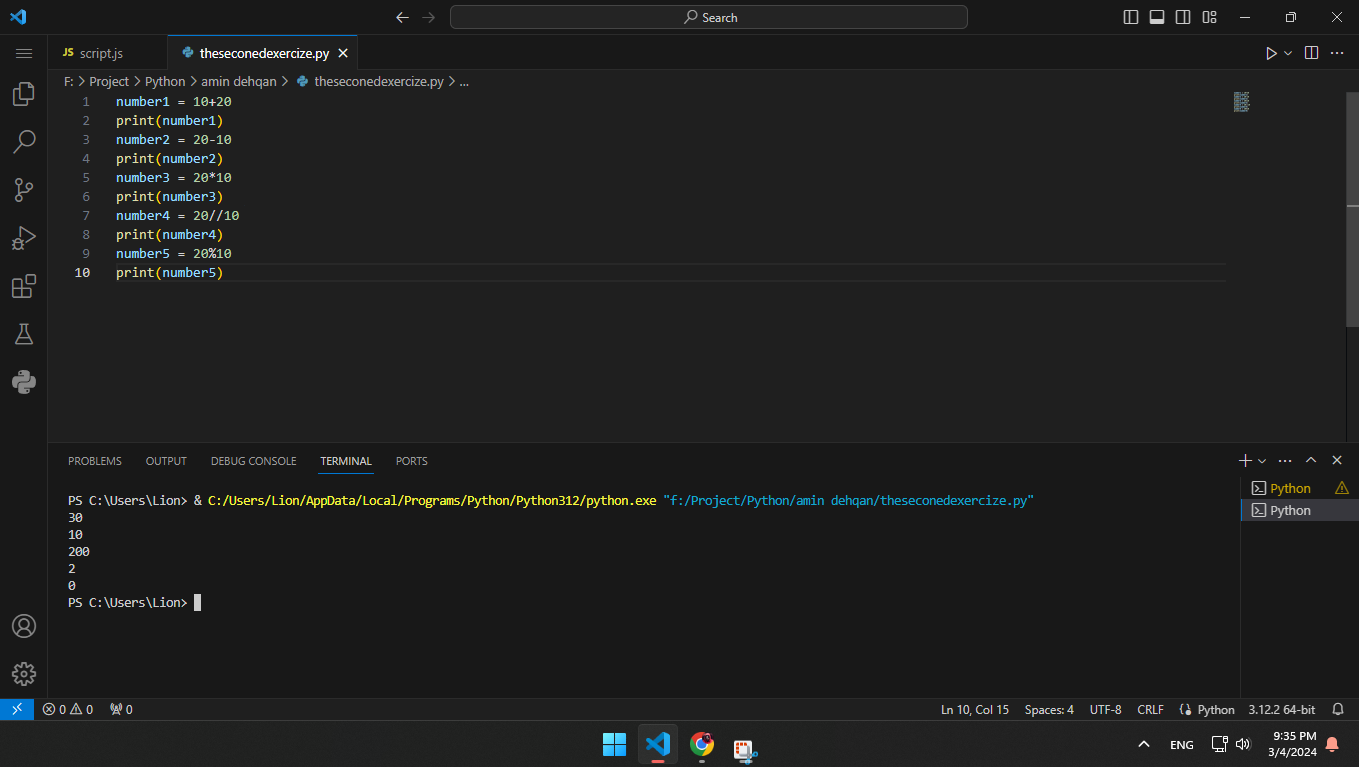 Search
JS script.js
theseconedexercize.py
F: > Project > Python > amin dehqan > theseconedexercize.py > ...
1 number1 = 10+20
2 print(number1)
3 number2 = 20-10
4 print(number2)
5 number3 = 20*10
6 print(number3)
7 number4 = 20//10
8 print(number4)
9 number5 = 20%10
10 print(number5)
PROBLEMS OUTPUT DEBUG CONSOLE TERMINAL PORTS
PS C:\Users\Lion> & C:/Users/Lion/AppData/Local/Programs/Python/Python312/python.exe "f:/Project/Python/amin dehqan/theseconedexercize.py"
30
10
200
2
0
PS C:\Users\Lion>
Python
Python
0 0 0
Ln 10, Col 15 Spaces: 4 UTF-8 CRLF Python 3.12.2 64-bit
ENG
9:35 PM
3/4/2024